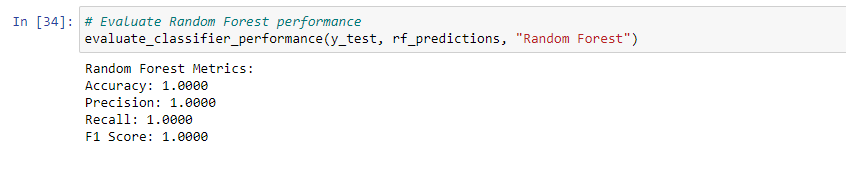 In [34]: # Evaluate Random Forest performance
evaluate_classifier_performance(y_test, rf_predictions, "Random Forest")
Random Forest Metrics:
Accuracy: 1.0000
Precision: 1.0000
Recall: 1.0000
F1 Score: 1.0000